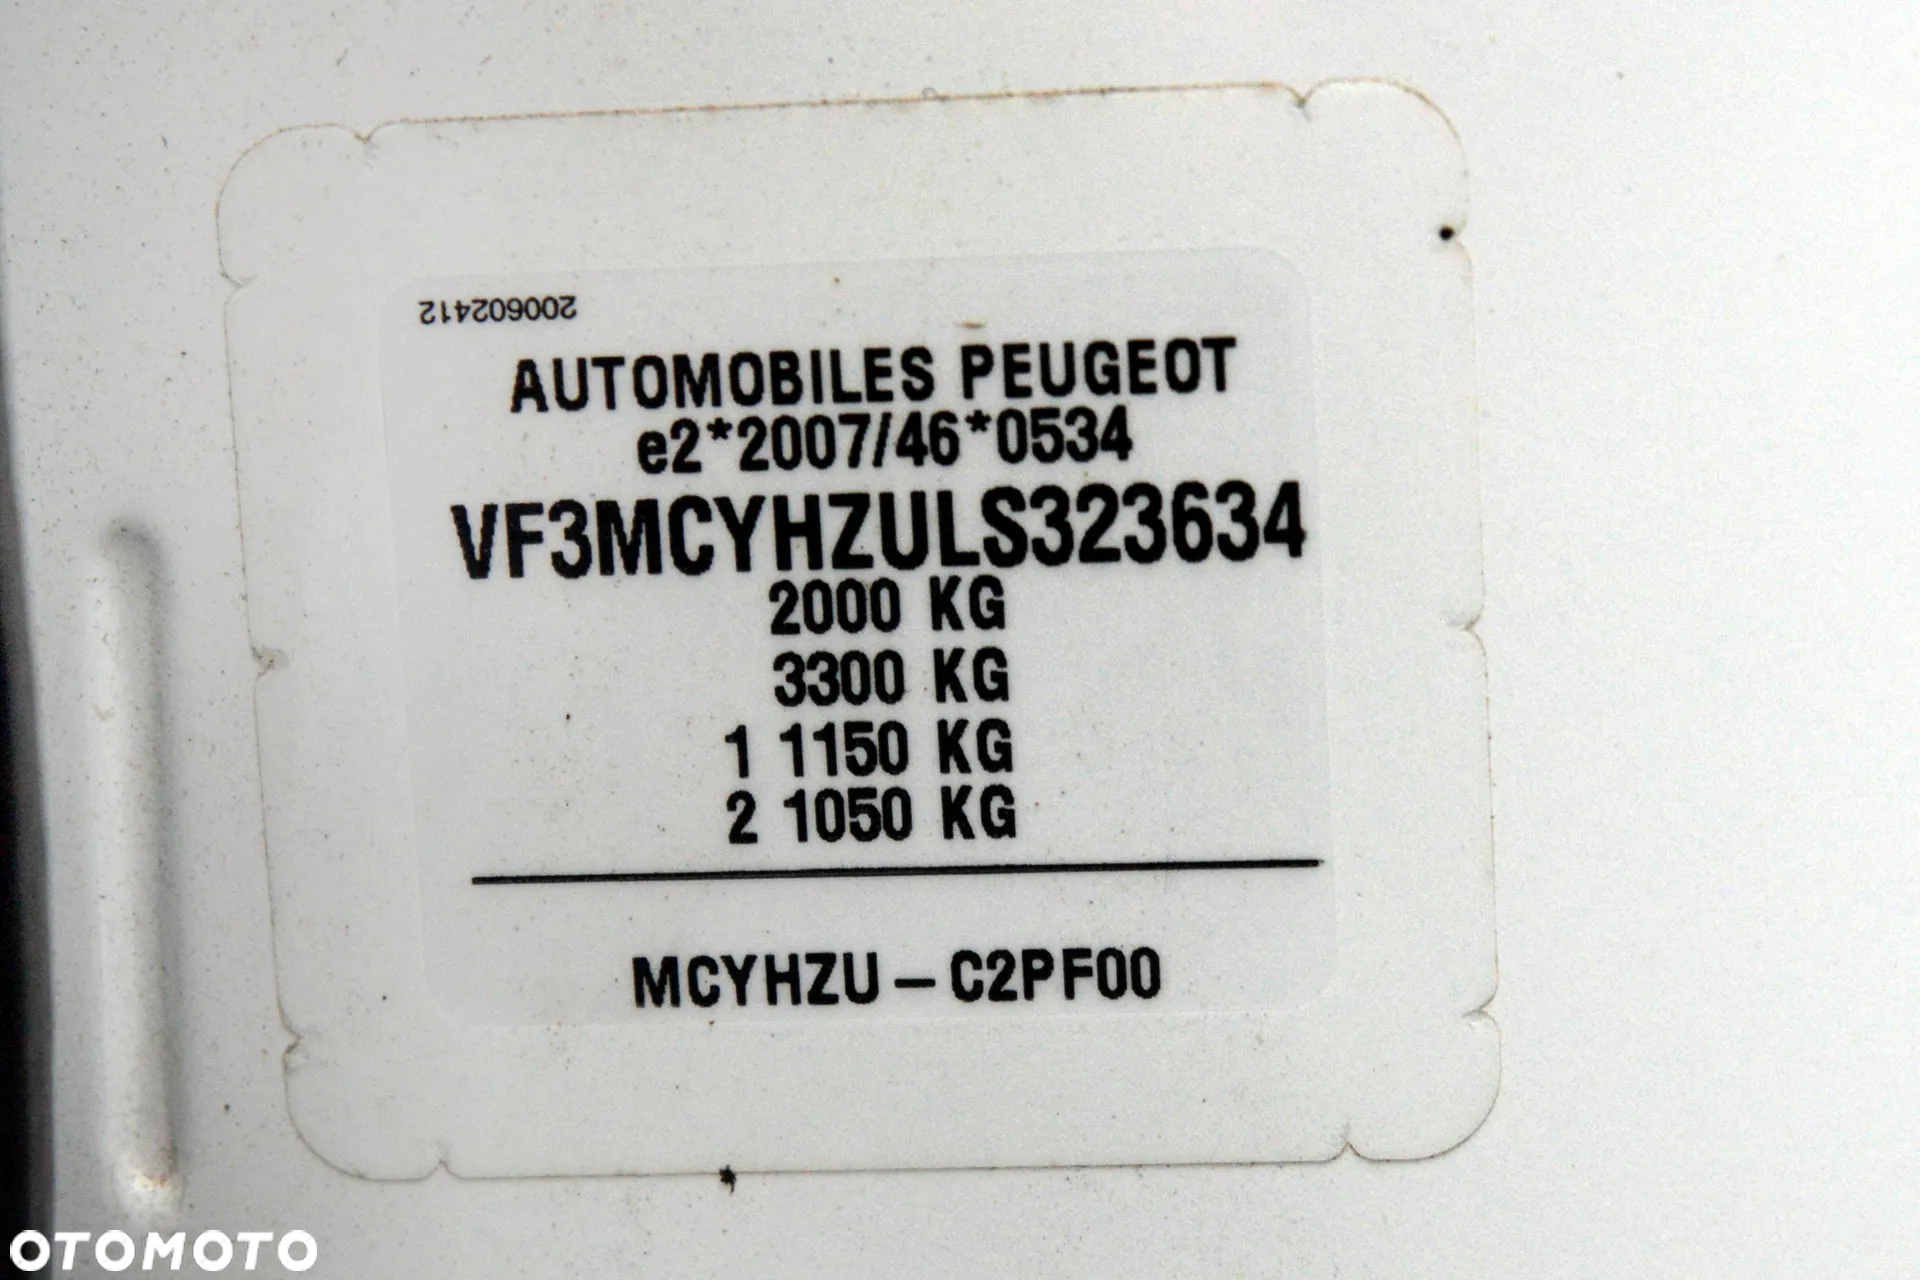 200602412
AUTOMOBILES PEUGEOT
e2*2007/46*0534
VF3MCYHZULS323634
2000 KG
3300 KG
1 1150 KG
2 1050 KG
MCYHZU – C2PF00
OTOMOTO